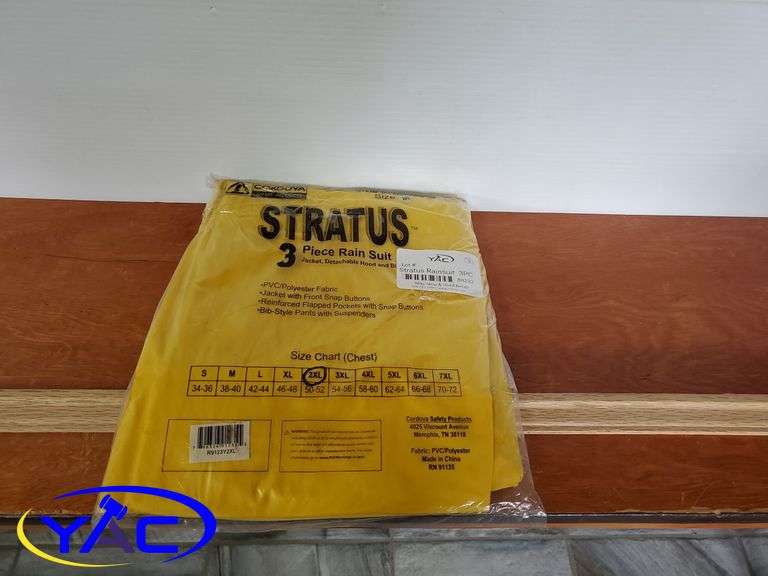 CORDOVA
STRATUS™
3 Piece Rain Suit
Jacket, Detachable Hood and
•PVC/Polyester Fabric
•Jacket with Front Snap Buttons
•Reinforced Flapped Pockets with Snap Buttons
•Bib-Style Pants with Suspenders
YAC
Lot #
Stratus Rainsuit 3PC
Size Chart (Chest)
S M L XL 2XL 3XL 4XL 5XL 6XL 7XL
34-36 38-40 42-44 46-48 50-52 54-56 58-60 62-64 66-68 70-72
R9123Y2XL
WARNING
Cordova Safety Products
4025 Viscount Avenue
Memphis, TN 38118
Fabric: PVC/Polyester
Made in China
RN 91135
YAC